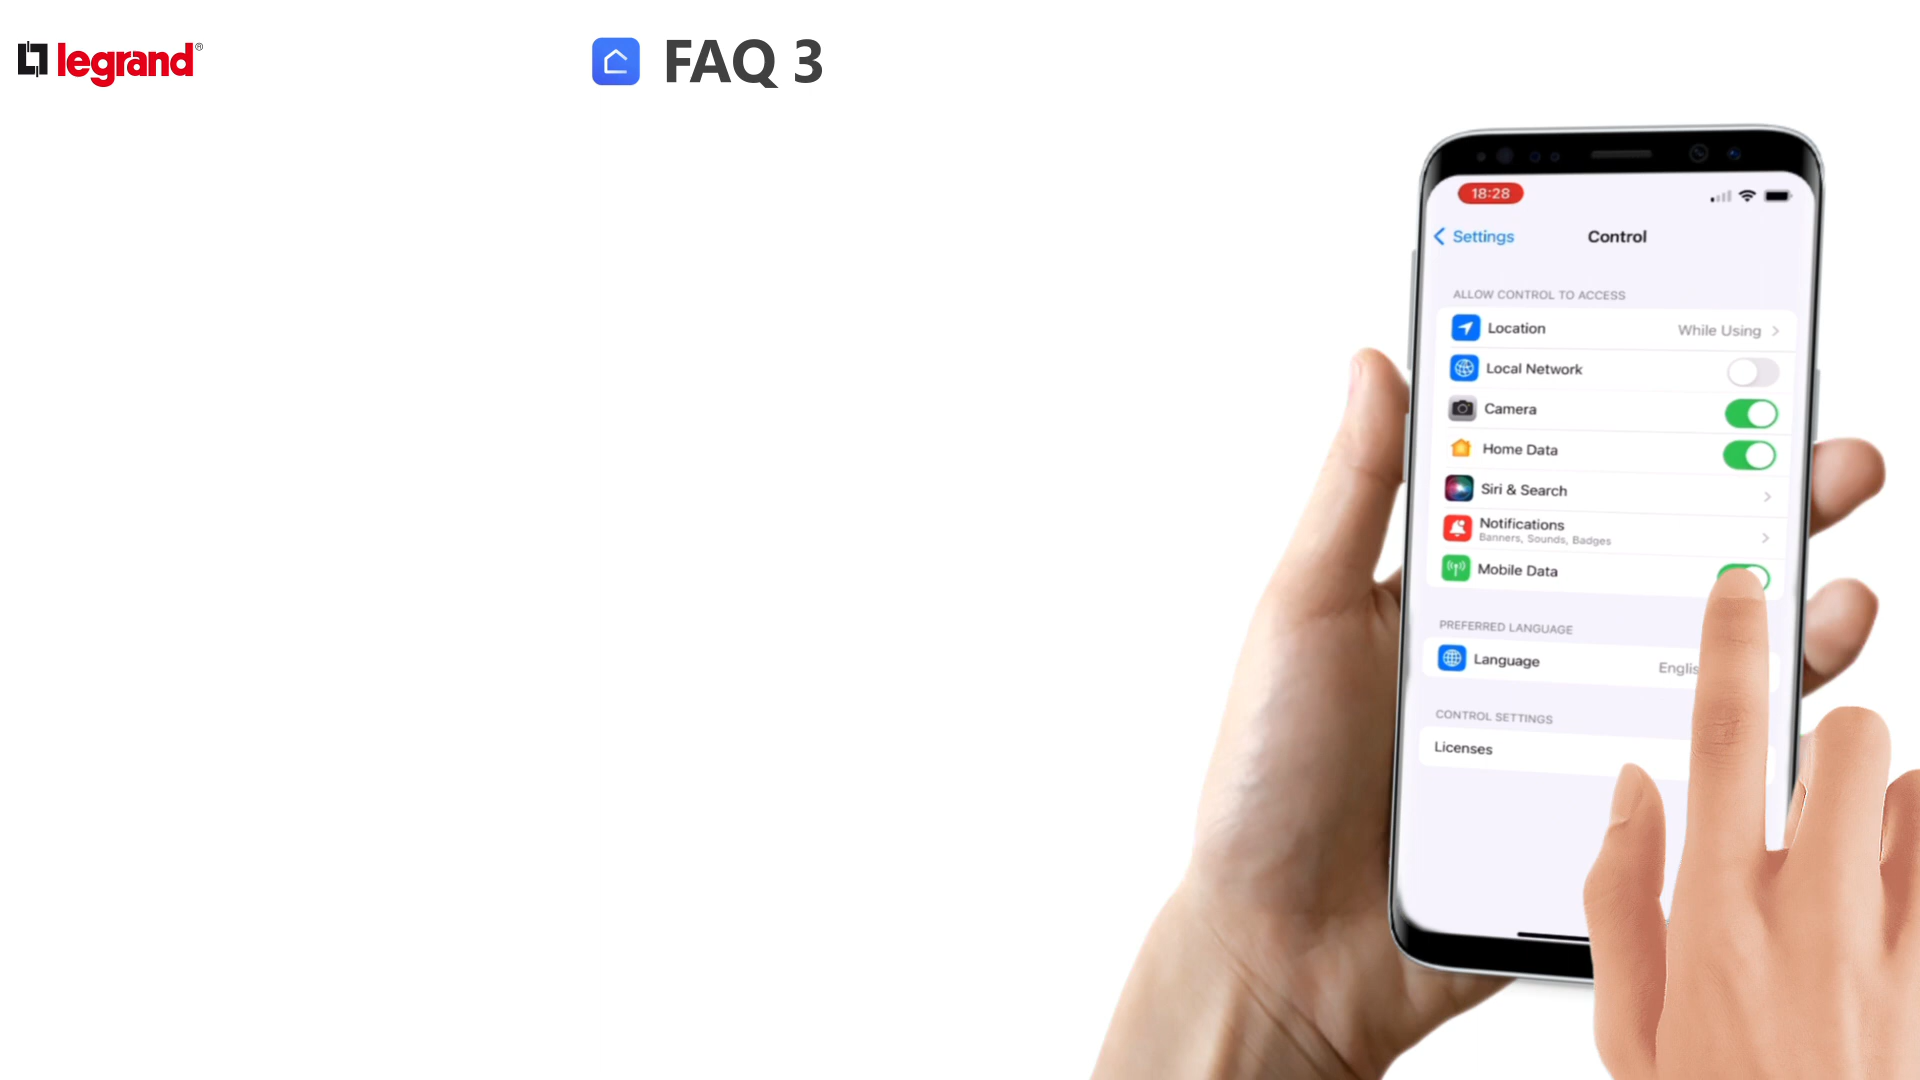 legrand®
FAQ 3
18:28
Settings
Control
ALLOW CONTROL TO ACCESS
Location
While Using
Local Network
Camera
Home Data
Siri & Search
Notifications
Banners, Sounds, Badges
Mobile Data
PREFERRED LANGUAGE
Language
Englis
CONTROL SETTINGS
Licenses